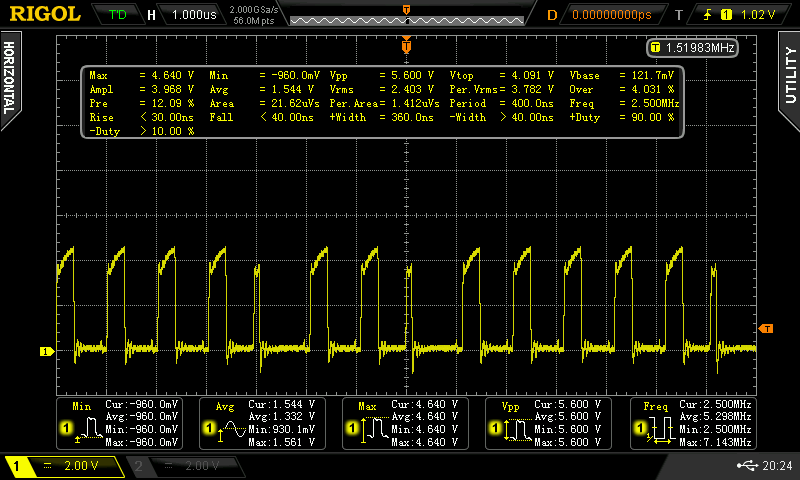 RIGOL T'D H 1.000us 2.000GSa/s 56.0M pts T D 0.00000000ps T 1 1.02 V
HORIZONTAL
UTILITY
T 1.51983MHz
Max = 4.640 V Min = -960.0mV Vpp = 5.600 V Vtop = 4.091 V Vbase = 121.7mV
Ampl = 3.968 V Avg = 1.544 V Vrms = 2.403 V Per.Vrms= 3.782 V Over = 4.031 %
Pre = 12.09 % Area = 21.62uVs Per.Area= 1.412uVs Period = 400.0ns Freq = 2.500MHz
Rise < 30.00ns Fall < 40.00ns +Width = 360.0ns -Width > 40.00ns +Duty = 90.00 %
-Duty > 10.00 %
T
1
T
Min Cur:-960.0mV
Avg:-960.0mV
1 Min:-960.0mV
Max:-960.0mV
Avg Cur:1.544 V
Avg:1.332 V
1 Min:930.1mV
Max:1.561 V
Max Cur:4.640 V
Avg:4.640 V
1 Min:4.640 V
Max:4.640 V
Vpp Cur:5.600 V
Avg:5.600 V
1 Min:5.600 V
Max:5.600 V
Freq Cur:2.500MHz
Avg:5.298MHz
1 Min:2.500MHz
Max:7.143MHz
1 2.00 V 2 2.00 V 20:24